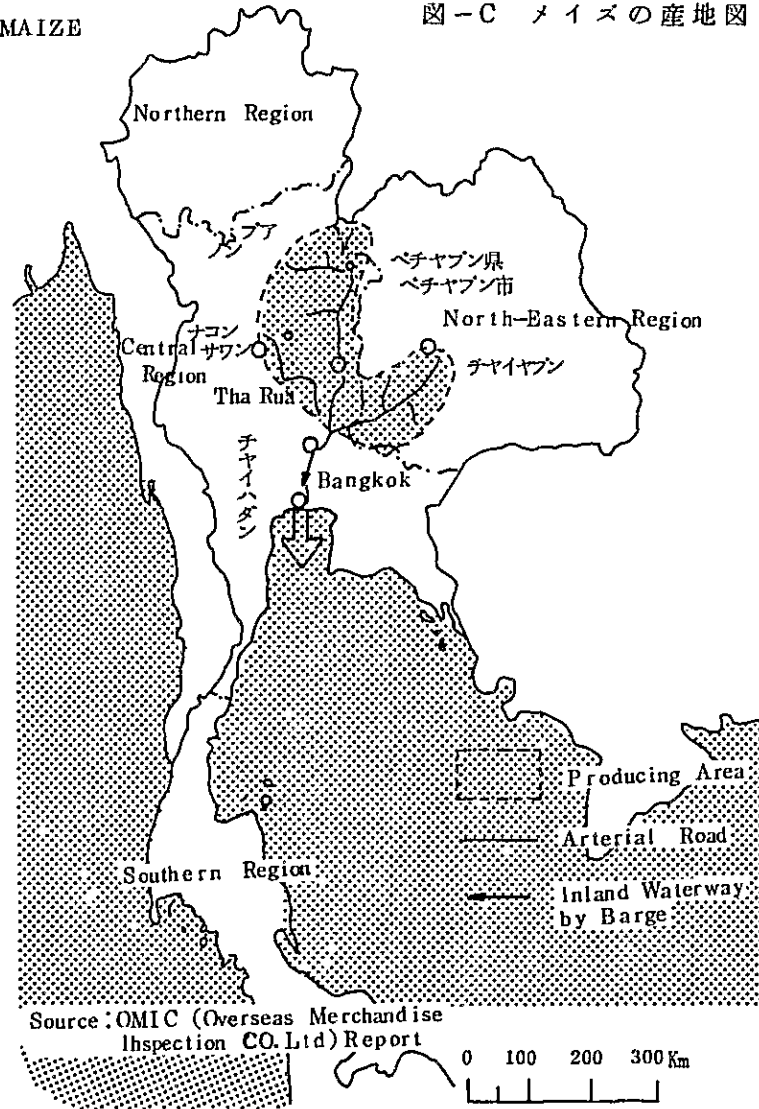 MAIZE
図-C メイズの産地図
Northern Region
ペチャブン県
ペチャブン市
North-Eastern Region
ナコン
サワン
Central
Region
チャイヤブン
Tha Rua
チャイハダン
Bangkok
Producing Area
Arterial Road
Inland Waterway
by Barge
Southern Region
Source:OMIC (Overseas Merchandise
Inspection CO.Ltd) Report
0 100 200 300 Km